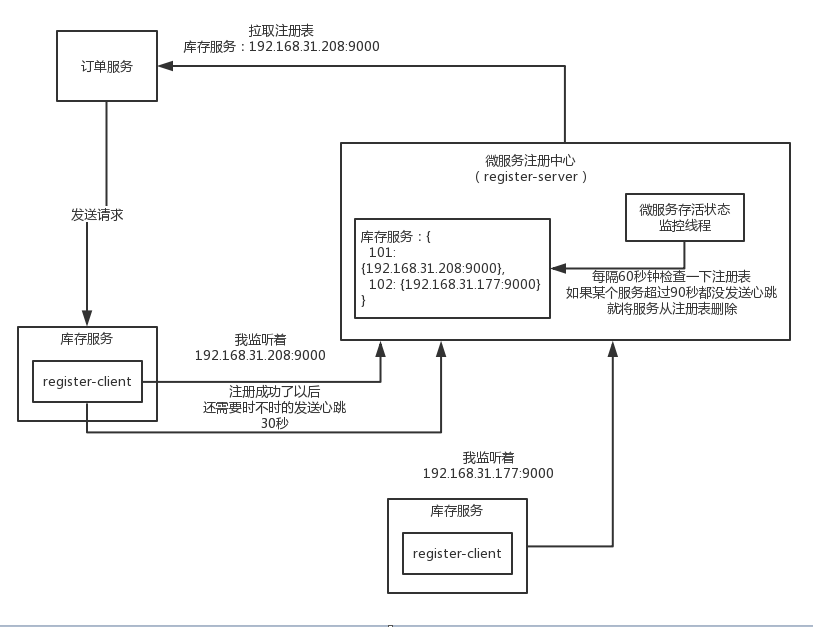 拉取注册表
库存服务：192.168.31.208:9000
订单服务
微服务注册中心
（register-server）
微服务存活状态
监控线程
发送请求
库存服务：{
101:
{192.168.31.208:9000},
102: {192.168.31.177:9000}
}
每隔60秒钟检查一下注册表
如果某个服务超过90秒都没发送心跳
就将服务从注册表删除
库存服务
register-client
我监听着
192.168.31.208:9000
注册成功了以后
还需要时不时的发送心跳
30秒
我监听着
192.168.31.177:9000
库存服务
register-client